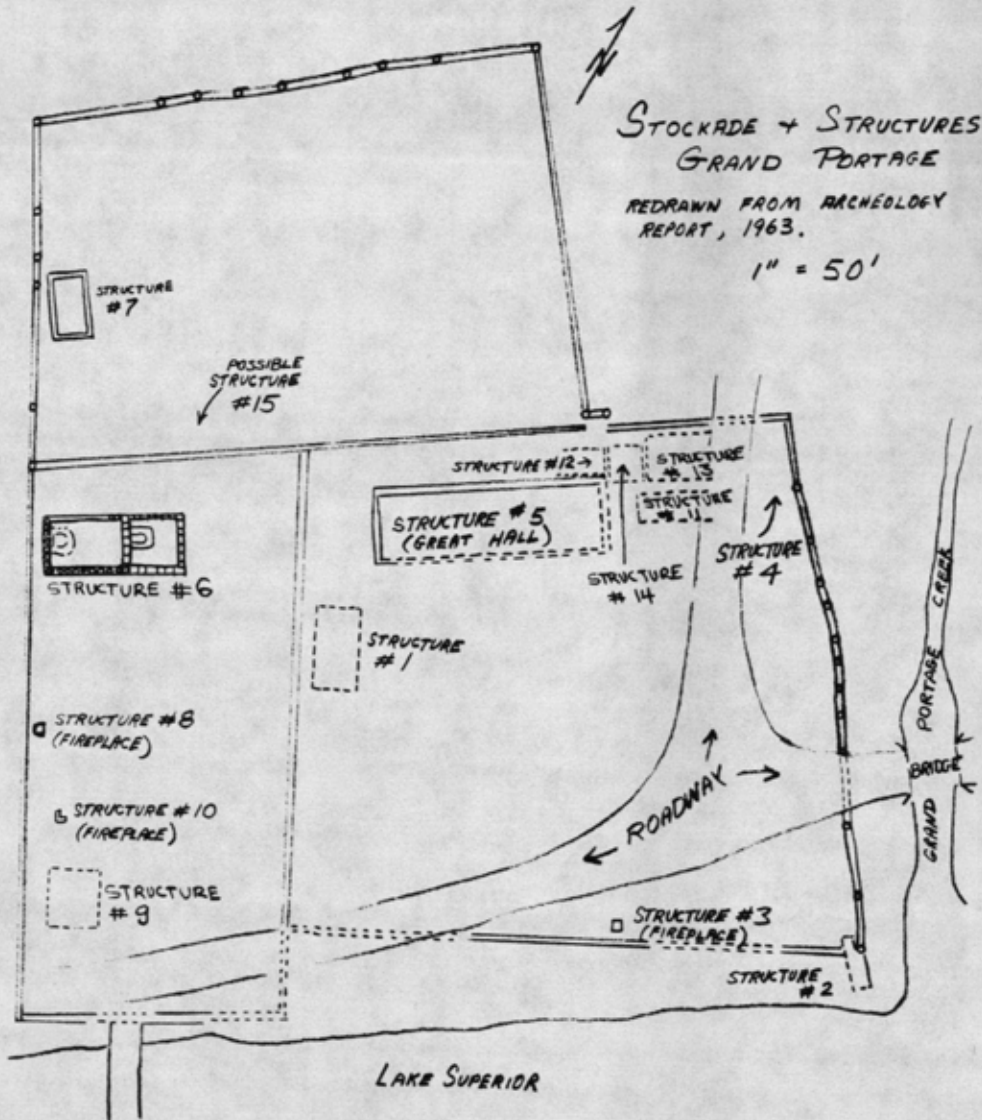 N
STOCKADE + STRUCTURES
GRAND PORTAGE
REDRAWN FROM ARCHEOLOGY
REPORT, 1963.
1" = 50'
STRUCTURE
#7
POSSIBLE
STRUCTURE
#15
STRUCTURE #12→
STRUCTURE
# 13
STRUCTURE #5
(GREAT HALL)
STRUCTURE
# 11
STRUCTURE
# 4
STRUCTURE
# 14
STRUCTURE #6
STRUCTURE
# 1
STRUCTURE #8
(FIREPLACE)
STRUCTURE #10
(FIREPLACE)
STRUCTURE
#9
ROADWAY
GRAND PORTAGE CREEK
BRIDGE
STRUCTURE #3
(FIREPLACE)
STRUCTURE
#2
LAKE SUPERIOR